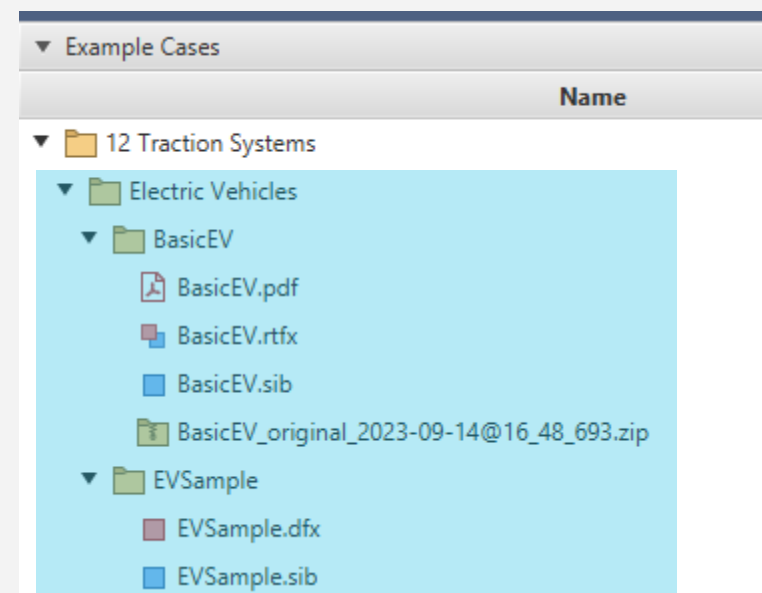 Example Cases
Name
12 Traction Systems
Electric Vehicles
BasicEV
BasicEV.pdf
BasicEV.rtfx
BasicEV.sib
BasicEV_original_2023-09-14@16_48_693.zip
EVSample
EVSample.dfx
EVSample.sib